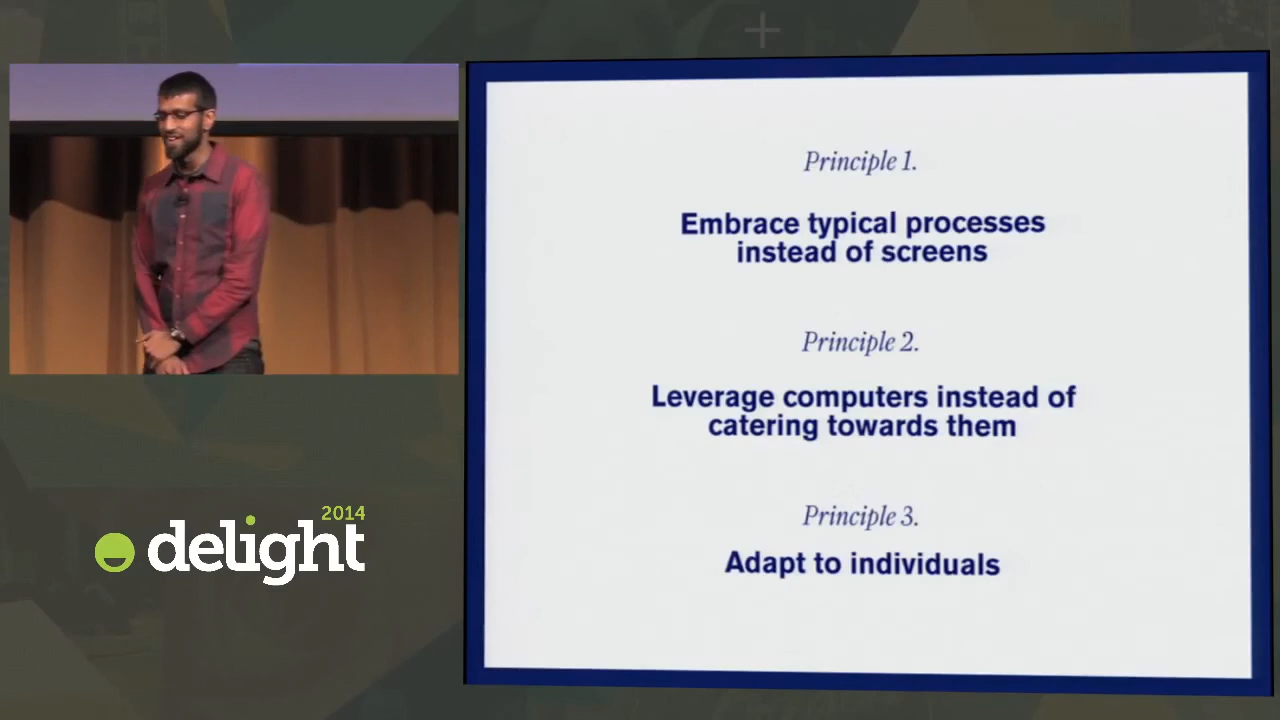 Principle 1.
Embrace typical processes
instead of screens
Principle 2.
Leverage computers instead of
catering towards them
Principle 3.
Adapt to individuals
2014
delight